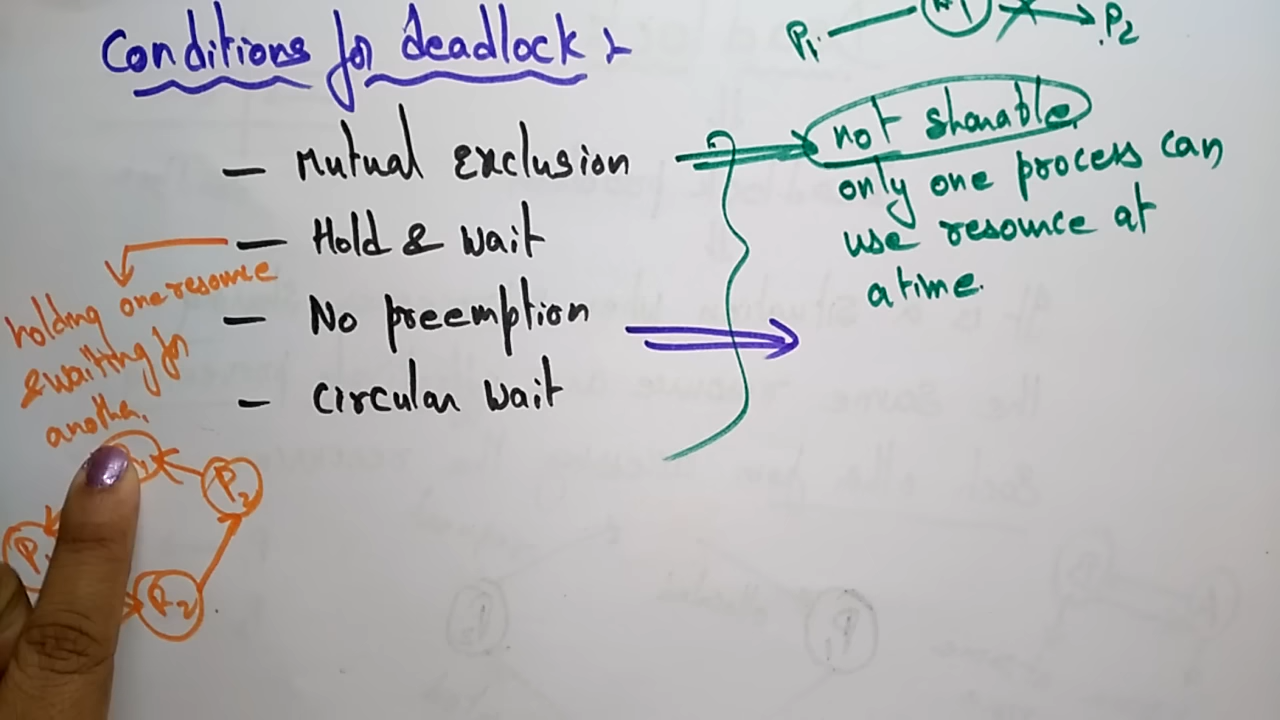 Conditions for deadlock :-
P1
P2
— Mutual exclusion
not sharable
only one process can
use resource at
a time.
— Hold & wait
holding one resource
& waiting for
another.
— No preemption
— circular wait
P2
P1
R2